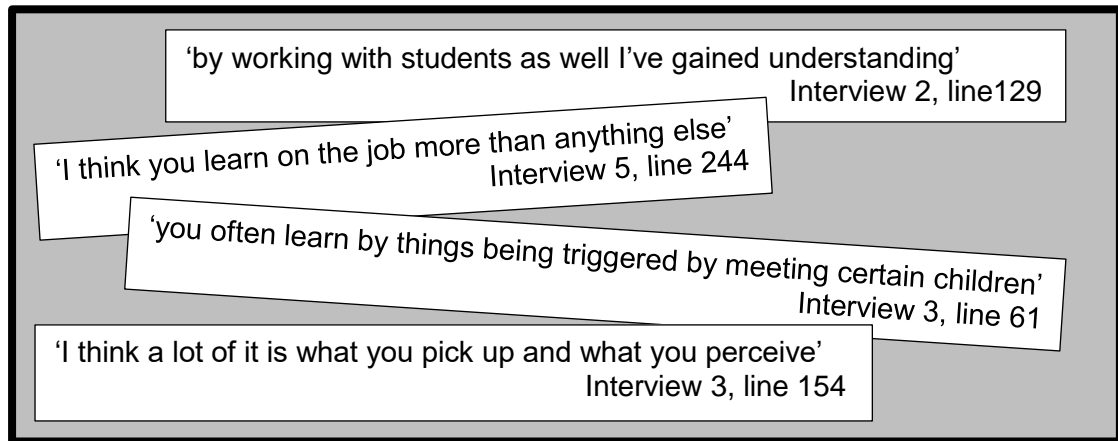 ‘by working with students as well I’ve gained understanding’
Interview 2, line129
‘I think you learn on the job more than anything else’
Interview 5, line 244
‘you often learn by things being triggered by meeting certain children’
Interview 3, line 61
‘I think a lot of it is what you pick up and what you perceive’
Interview 3, line 154